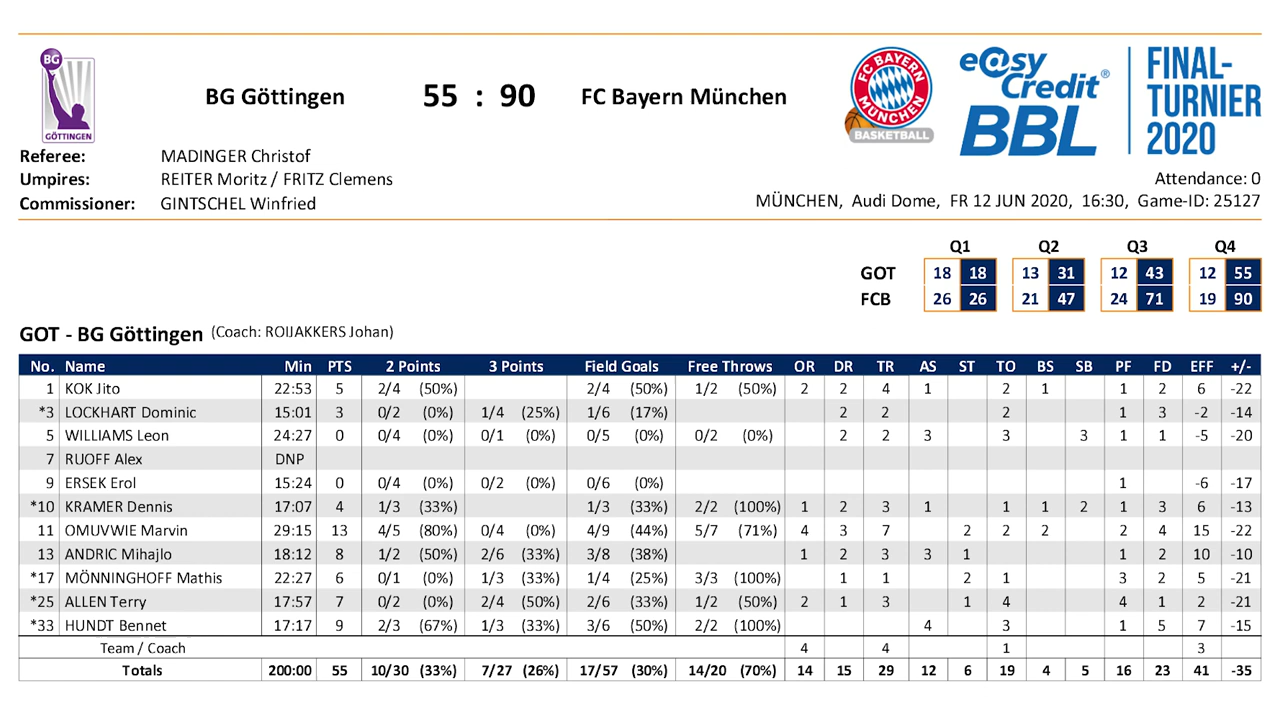 BG
GÖTTINGEN
BG Göttingen 55 : 90 FC Bayern München
FC BAYERN
MÜNCHEN
BASKETBALL
e@sy
Credit®
BBL
FINAL-
TURNIER
2020
Referee: MADINGER Christof
Umpires: REITER Moritz / FRITZ Clemens
Commissioner: GINTSCHEL Winfried
Attendance: 0
MÜNCHEN, Audi Dome, FR 12 JUN 2020, 16:30, Game-ID: 25127
Q1 Q2 Q3 Q4
GOT 18 18 13 31 12 43 12 55
FCB 26 26 21 47 24 71 19 90
GOT - BG Göttingen (Coach: ROIJAKKERS Johan)
No. Name Min PTS 2 Points 3 Points Field Goals Free Throws OR DR TR AS ST TO BS SB PF FD EFF +/-
1 KOK Jito 22:53 5 2/4 (50%) 2/4 (50%) 1/2 (50%) 2 2 4 1 2 1 1 2 6 -22
*3 LOCKHART Dominic 15:01 3 0/2 (0%) 1/4 (25%) 1/6 (17%) 2 2 2 1 3 -2 -14
5 WILLIAMS Leon 24:27 0 0/4 (0%) 0/1 (0%) 0/5 (0%) 0/2 (0%) 2 2 3 3 3 1 1 -5 -20
7 RUOFF Alex DNP
9 ERSEK Erol 15:24 0 0/4 (0%) 0/2 (0%) 0/6 (0%) 1 -6 -17
*10 KRAMER Dennis 17:07 4 1/3 (33%) 1/3 (33%) 2/2 (100%) 1 2 3 1 1 1 2 1 3 6 -13
11 OMUVWIE Marvin 29:15 13 4/5 (80%) 0/4 (0%) 4/9 (44%) 5/7 (71%) 4 3 7 2 2 2 2 4 15 -22
13 ANDRIC Mihajlo 18:12 8 1/2 (50%) 2/6 (33%) 3/8 (38%) 1 2 3 3 1 1 2 10 -10
*17 MÖNNINGHOFF Mathis 22:27 6 0/1 (0%) 1/3 (33%) 1/4 (25%) 3/3 (100%) 1 1 2 1 3 2 5 -21
*25 ALLEN Terry 17:57 7 0/2 (0%) 2/4 (50%) 2/6 (33%) 1/2 (50%) 2 1 3 1 4 4 1 2 -21
*33 HUNDT Bennet 17:17 9 2/3 (67%) 1/3 (33%) 3/6 (50%) 2/2 (100%) 4 3 1 5 7 -15
Team / Coach 4 4 1 3
Totals 200:00 55 10/30 (33%) 7/27 (26%) 17/57 (30%) 14/20 (70%) 14 15 29 12 6 19 4 5 16 23 41 -35